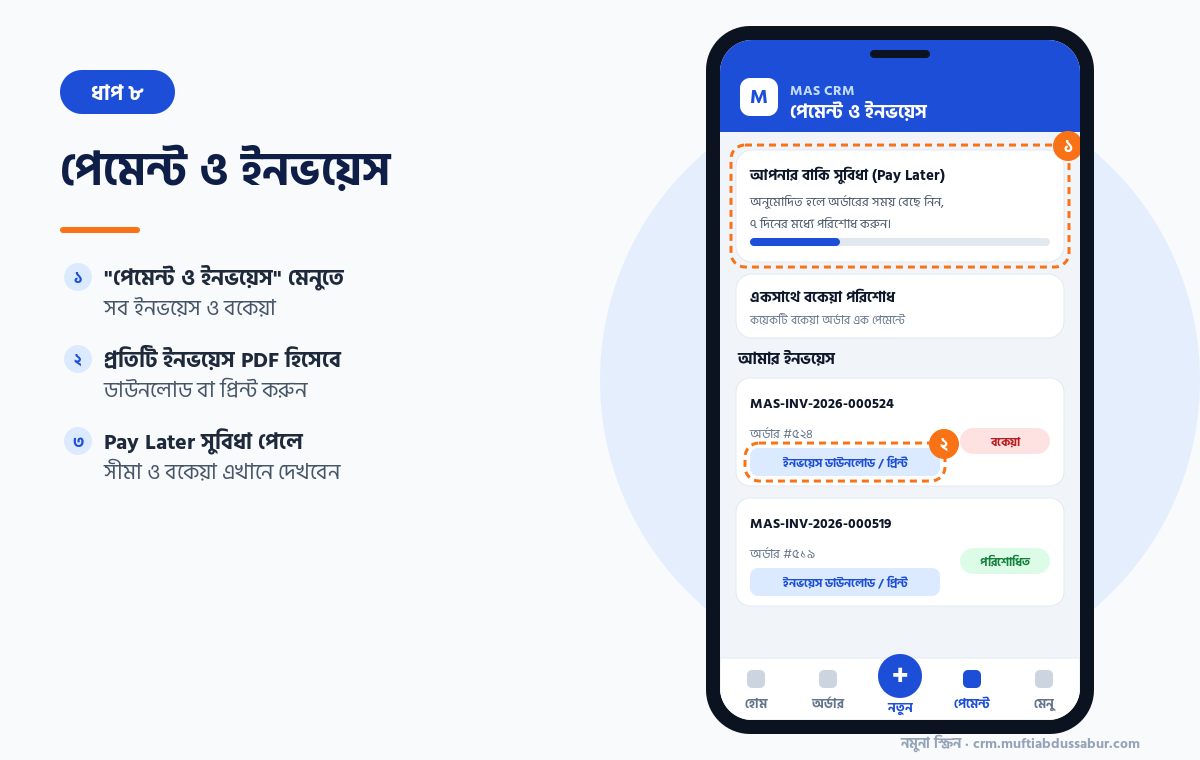 ধাপ ৮
পেমেন্ট ও ইনভয়েস
১
"পেমেন্ট ও ইনভয়েস" মেনুতে
সব ইনভয়েস ও বকেয়া
২
প্রতিটি ইনভয়েস PDF হিসেবে
ডাউনলোড বা প্রিন্ট করুন
৩
Pay Later সুবিধা পেলে
সীমা ও বকেয়া এখানে দেখবেন
M
MAS CRM
পেমেন্ট ও ইনভয়েস
১
আপনার বাকি সুবিধা (Pay Later)
অনুমোদিত হলে অর্ডারের সময় বেছে নিন,
৭ দিনের মধ্যে পরিশোধ করুন।
একসাথে বকেয়া পরিশোধ
কয়েকটি বকেয়া অর্ডার এক পেমেন্টে
আমার ইনভয়েস
MAS-INV-2026-000524
অর্ডার #৫২৪
২
বকেয়া
ইনভয়েস ডাউনলোড / প্রিন্ট
MAS-INV-2026-000519
অর্ডার #৫১৯
পরিশোধিত
ইনভয়েস ডাউনলোড / প্রিন্ট
+
হোম
অর্ডার
নতুন
পেমেন্ট
মেনু
নমুনা স্ক্রিন · crm.muftiabdussabur.com